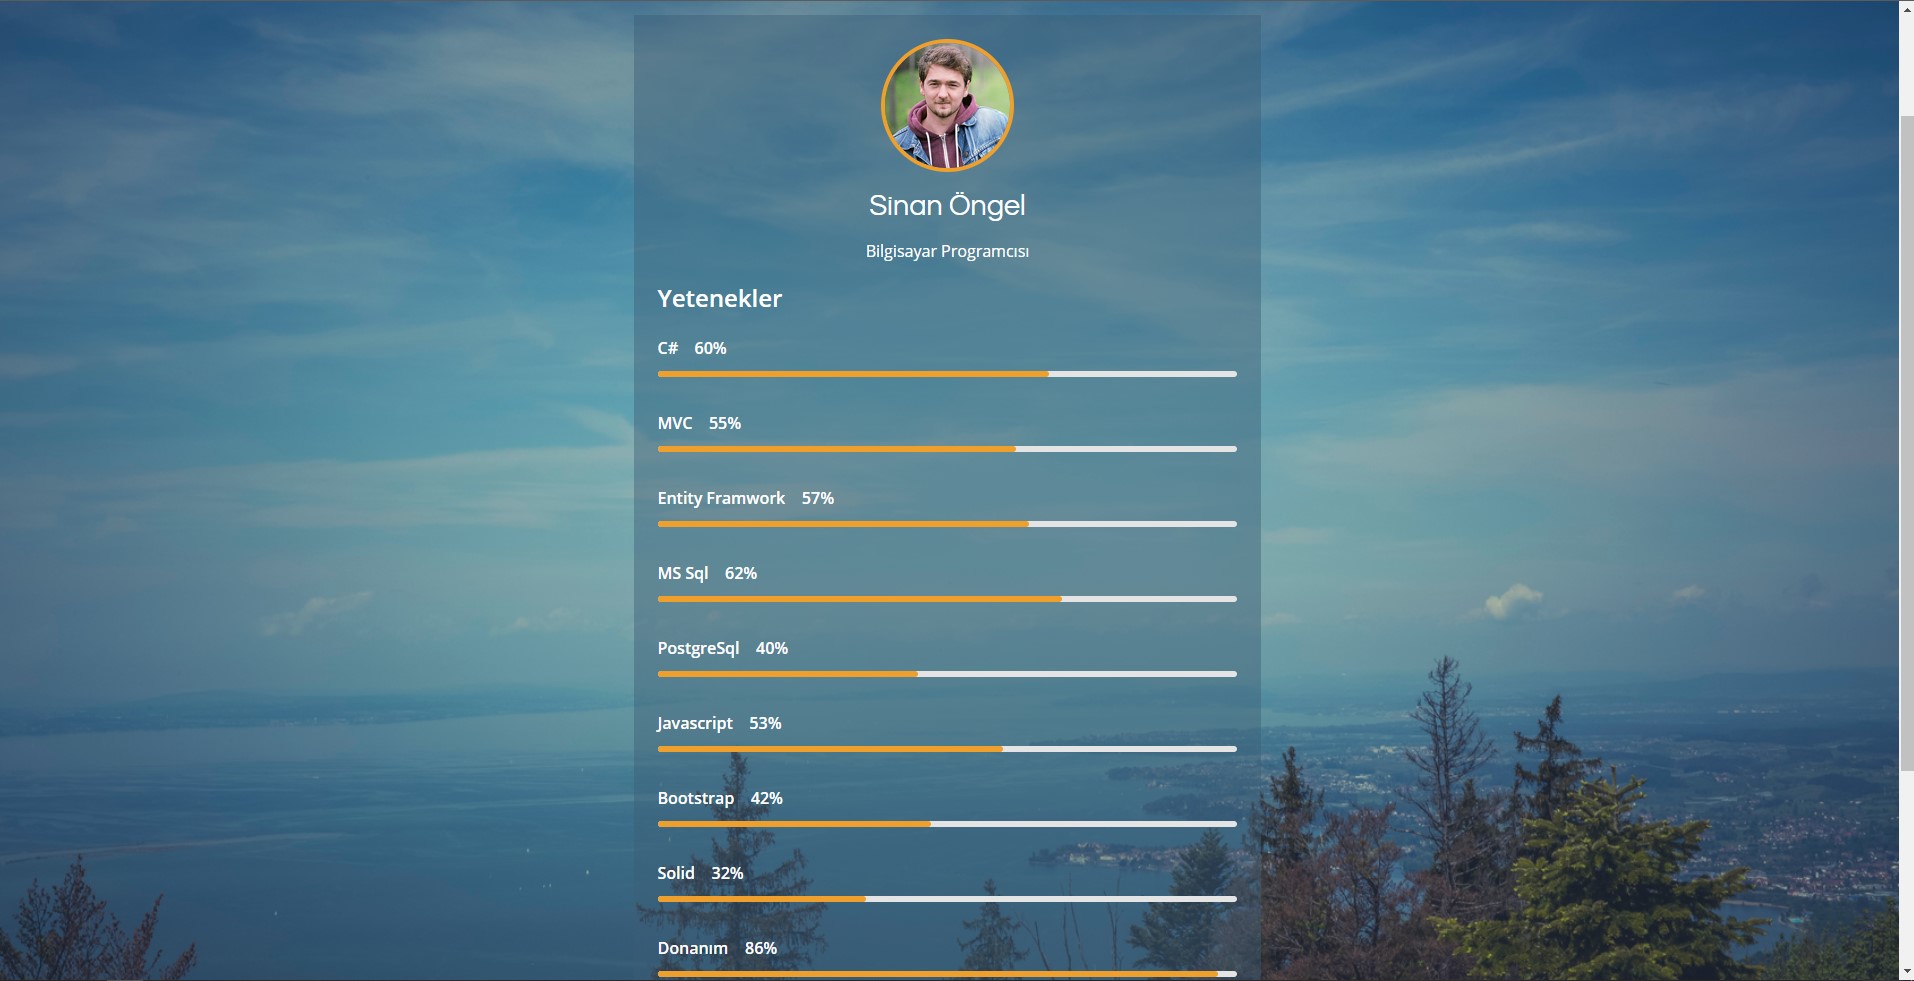 Sinan Öngel
Bilgisayar Programcısı
Yetenekler
C# 60%
MVC 55%
Entity Framwork 57%
MS Sql 62%
PostgreSql 40%
Javascript 53%
Bootstrap 42%
Solid 32%
Donanım 86%